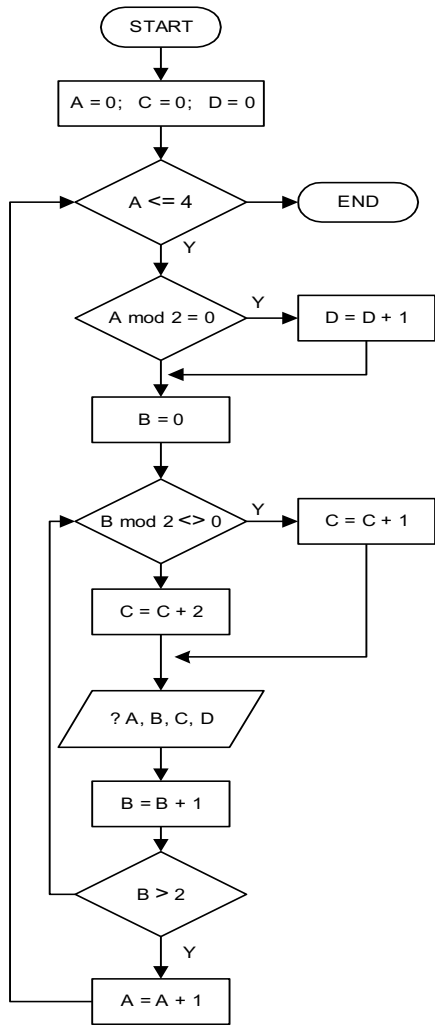 START
A = 0; C = 0; D = 0
A <= 4
END
Y
A mod 2 = 0
Y
D = D + 1
B = 0
B mod 2 <> 0
Y
C = C + 1
C = C + 2
? A, B, C, D
B = B + 1
B > 2
Y
A = A + 1